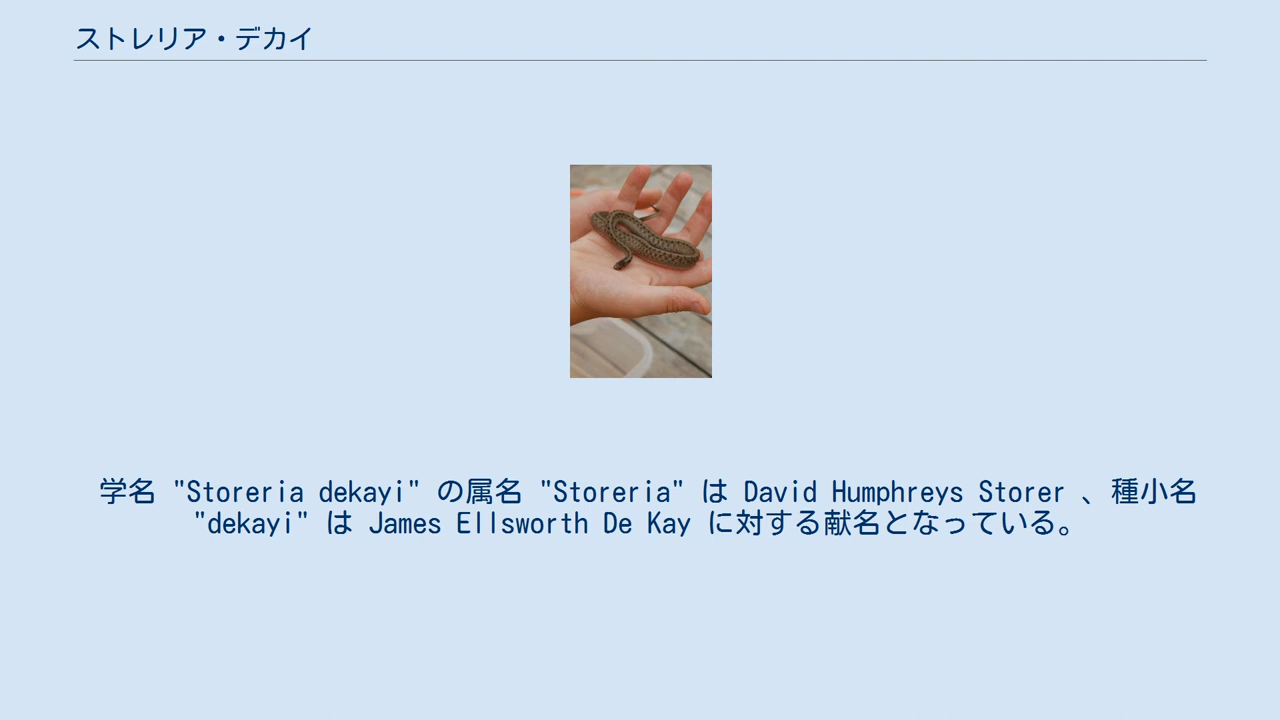 ストレリア・デカイ
学名 "Storeria dekayi" の属名 "Storeria" は David Humphreys Storer 、種小名
"dekayi" は James Ellsworth De Kay に対する献名となっている。